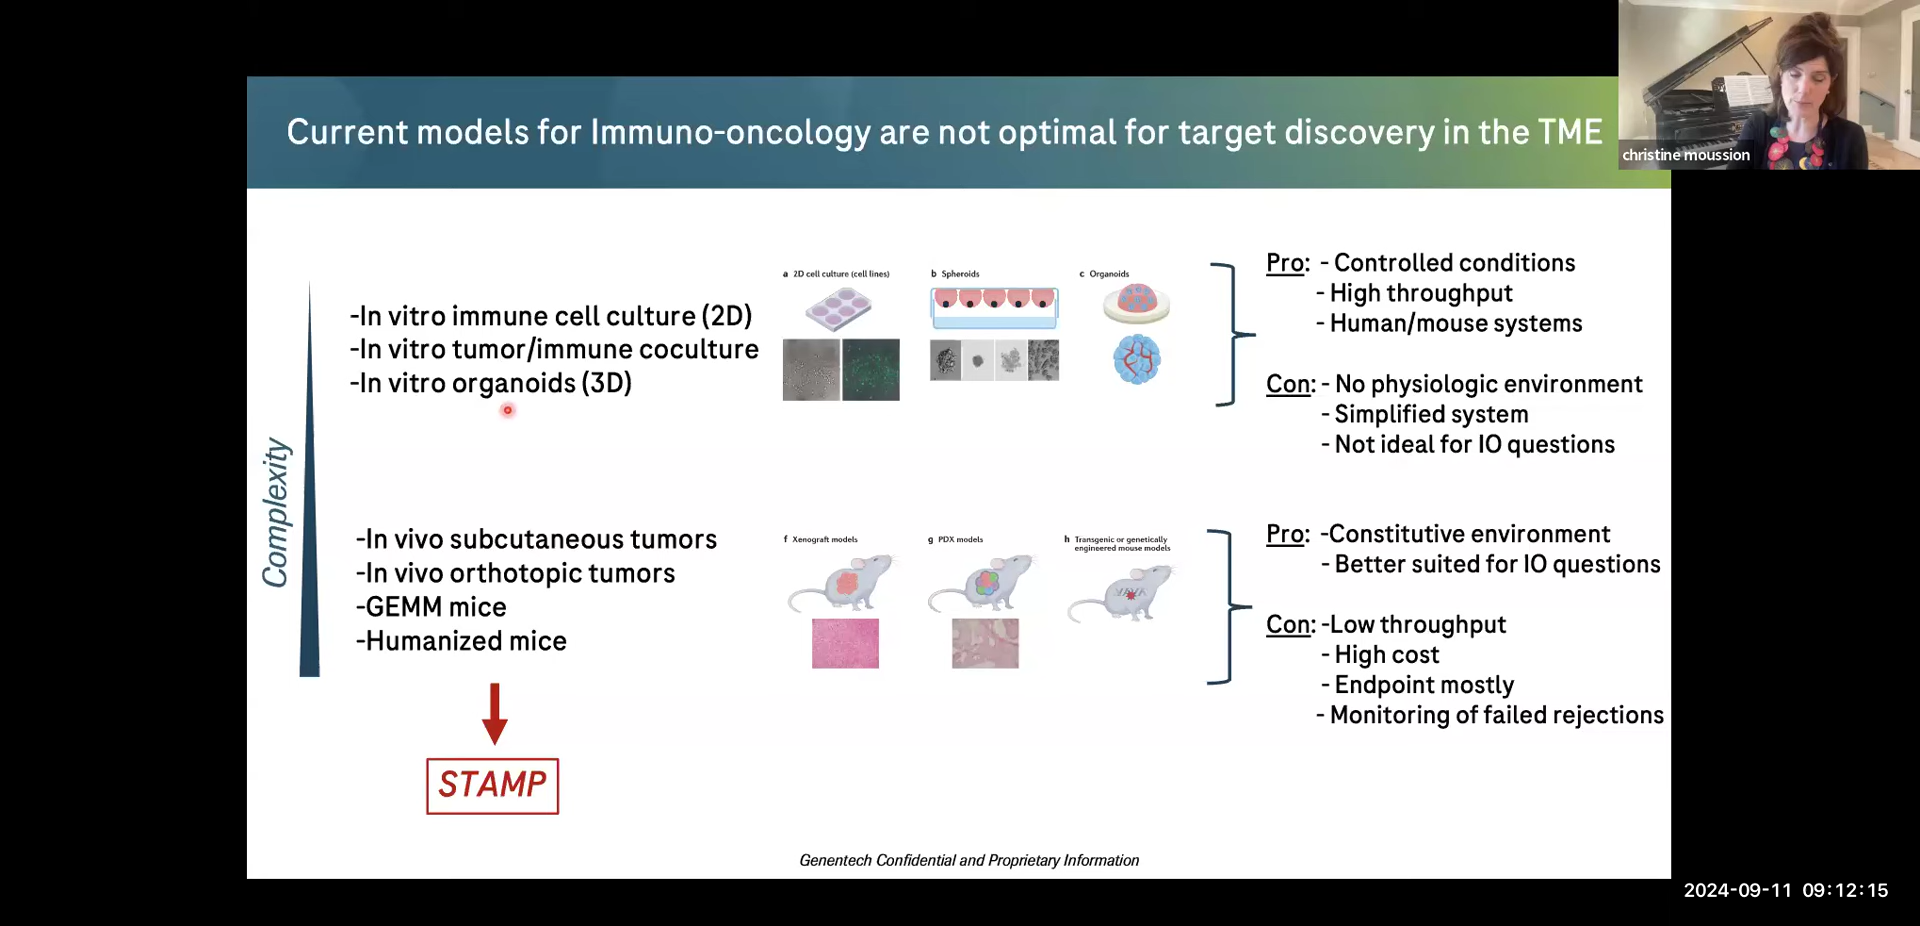 Current models for Immuno-oncology are not optimal for target discovery in the TME
christine moussion
Complexity
-In vitro immune cell culture (2D)
-In vitro tumor/immune coculture
-In vitro organoids (3D)
a 2D cell culture (cell lines)
b Spheroids
c Organoids
Pro: - Controlled conditions
- High throughput
- Human/mouse systems
Con: - No physiologic environment
- Simplified system
- Not ideal for IO questions
-In vivo subcutaneous tumors
-In vivo orthotopic tumors
-GEMM mice
-Humanized mice
f Xenograft models
g PDX models
h Transgenic or genetically
engineered mouse models
Pro: -Constitutive environment
- Better suited for IO questions
Con: -Low throughput
- High cost
- Endpoint mostly
- Monitoring of failed rejections
STAMP
Genentech Confidential and Proprietary Information
2024-09-11 09:12:15